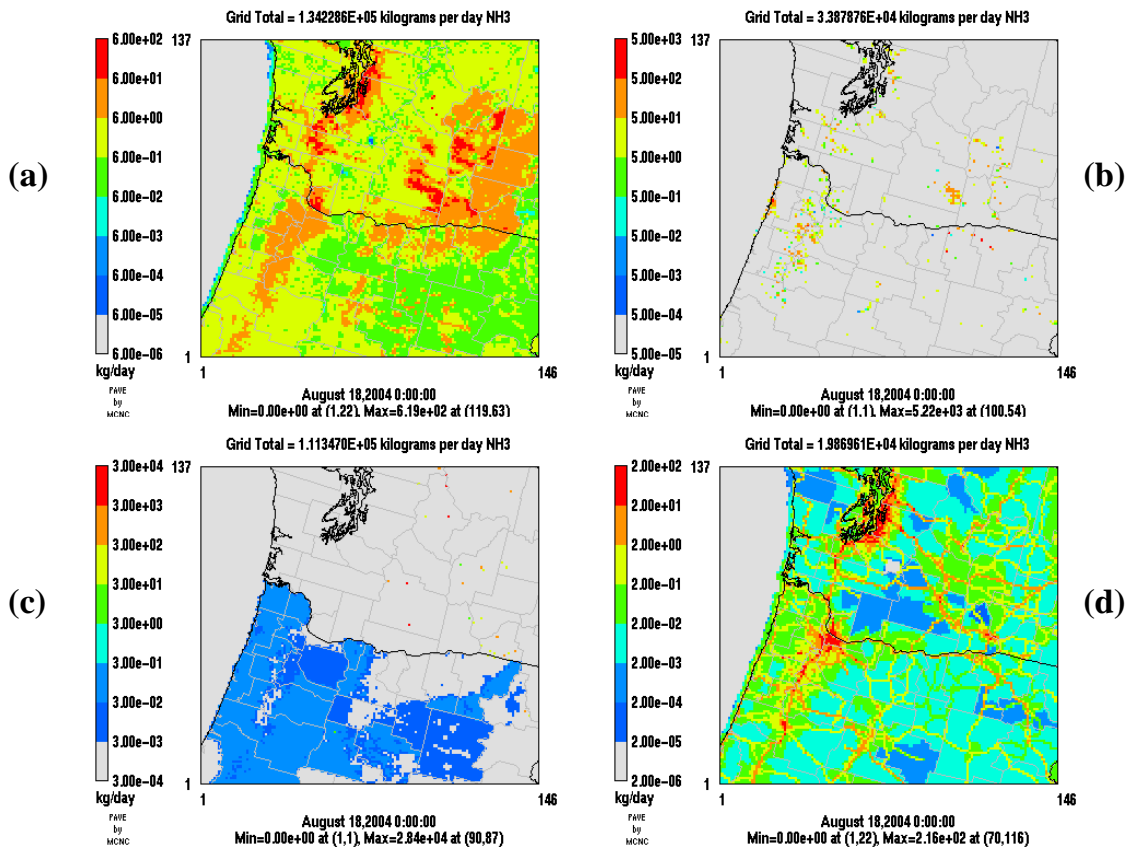 Grid Total = 1.342286E+05 kilograms per day NH3
(a)
6.00e+02
6.00e+01
6.00e+00
6.00e-01
6.00e-02
6.00e-03
6.00e-04
6.00e-05
6.00e-06
kg/day
PAVE
by
MCNC
137
1
1
146
August 18,2004 0:00:00
Min=0.00e+00 at (1,22), Max=6.19e+02 at (119,63)
Grid Total = 3.387876E+04 kilograms per day NH3
(b)
5.00e+03
5.00e+02
5.00e+01
5.00e+00
5.00e-01
5.00e-02
5.00e-03
5.00e-04
5.00e-05
kg/day
PAVE
by
MCNC
137
1
1
146
August 18,2004 0:00:00
Min=0.00e+00 at (1,1), Max=5.22e+03 at (100,54)
Grid Total = 1.113470E+05 kilograms per day NH3
(c)
3.00e+04
3.00e+03
3.00e+02
3.00e+01
3.00e+00
3.00e-01
3.00e-02
3.00e-03
3.00e-04
kg/day
PAVE
by
MCNC
137
1
1
146
August 18,2004 0:00:00
Min=0.00e+00 at (1,1), Max=2.84e+04 at (90,87)
Grid Total = 1.986961E+04 kilograms per day NH3
(d)
2.00e+02
2.00e+01
2.00e+00
2.00e-01
2.00e-02
2.00e-03
2.00e-04
2.00e-05
2.00e-06
kg/day
PAVE
by
MCNC
137
1
1
146
August 18,2004 0:00:00
Min=0.00e+00 at (1,22), Max=2.16e+02 at (70,116)